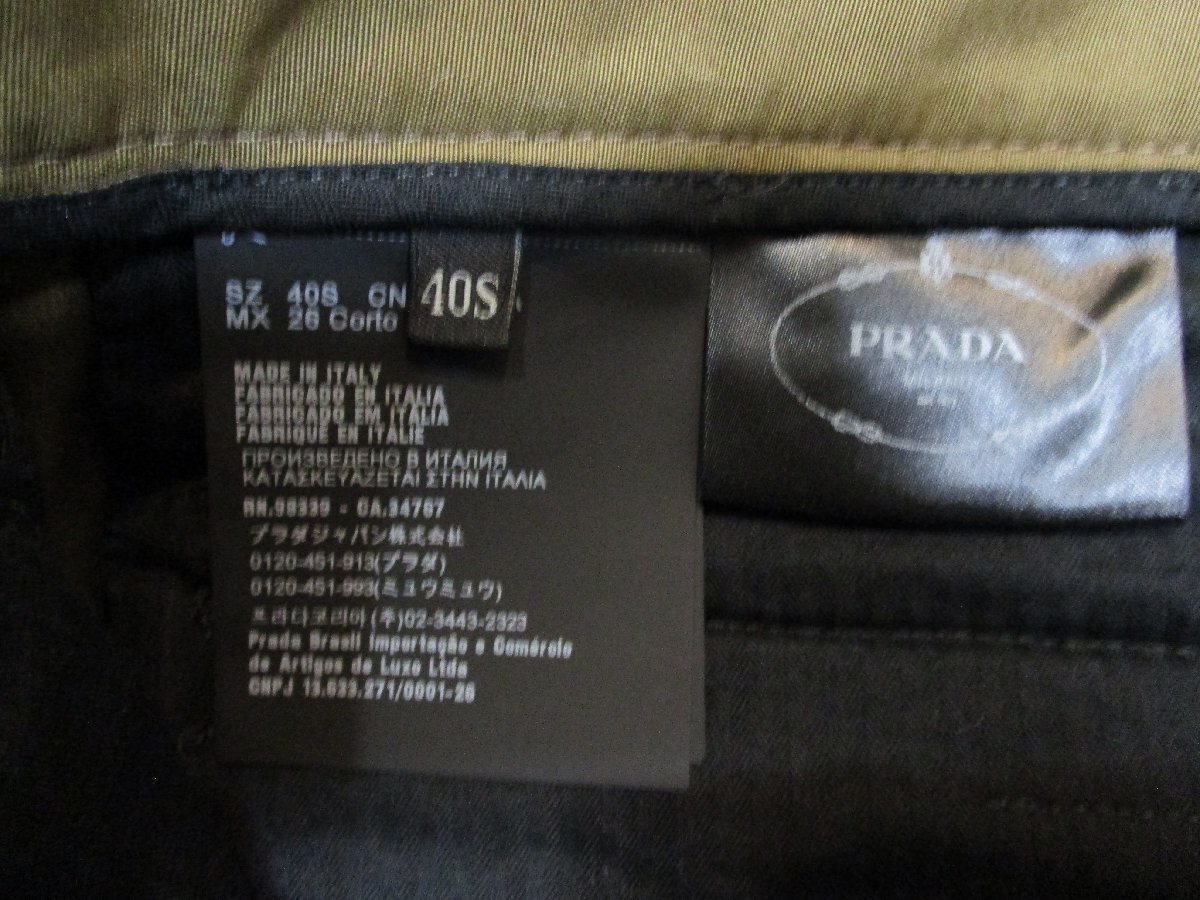 SZ 40S CN
MX 26 Corto
40S
MADE IN ITALY
FABRICADO EN ITALIA
FABRICADO EM ITALIA
FABRIQUE EN ITALIE
ПРОИЗВЕДЕНО В ИТАЛИЯ
ΚΑΤΑΣΚΕΥΑΖΕΤΑΙ ΣΤΗΝ ΙΤΑΛΙΑ
RN.98339 - CA.34767
プラダジャパン株式会社
0120-451-913(プラダ)
0120-451-993(ミュウミュウ)
프라다코리아(주)02-3443-2323
Prada Brasil Importação e Comércio
de Artigos de Luxo Ltda
CNPJ 13.533.271/0001-26
PRADA